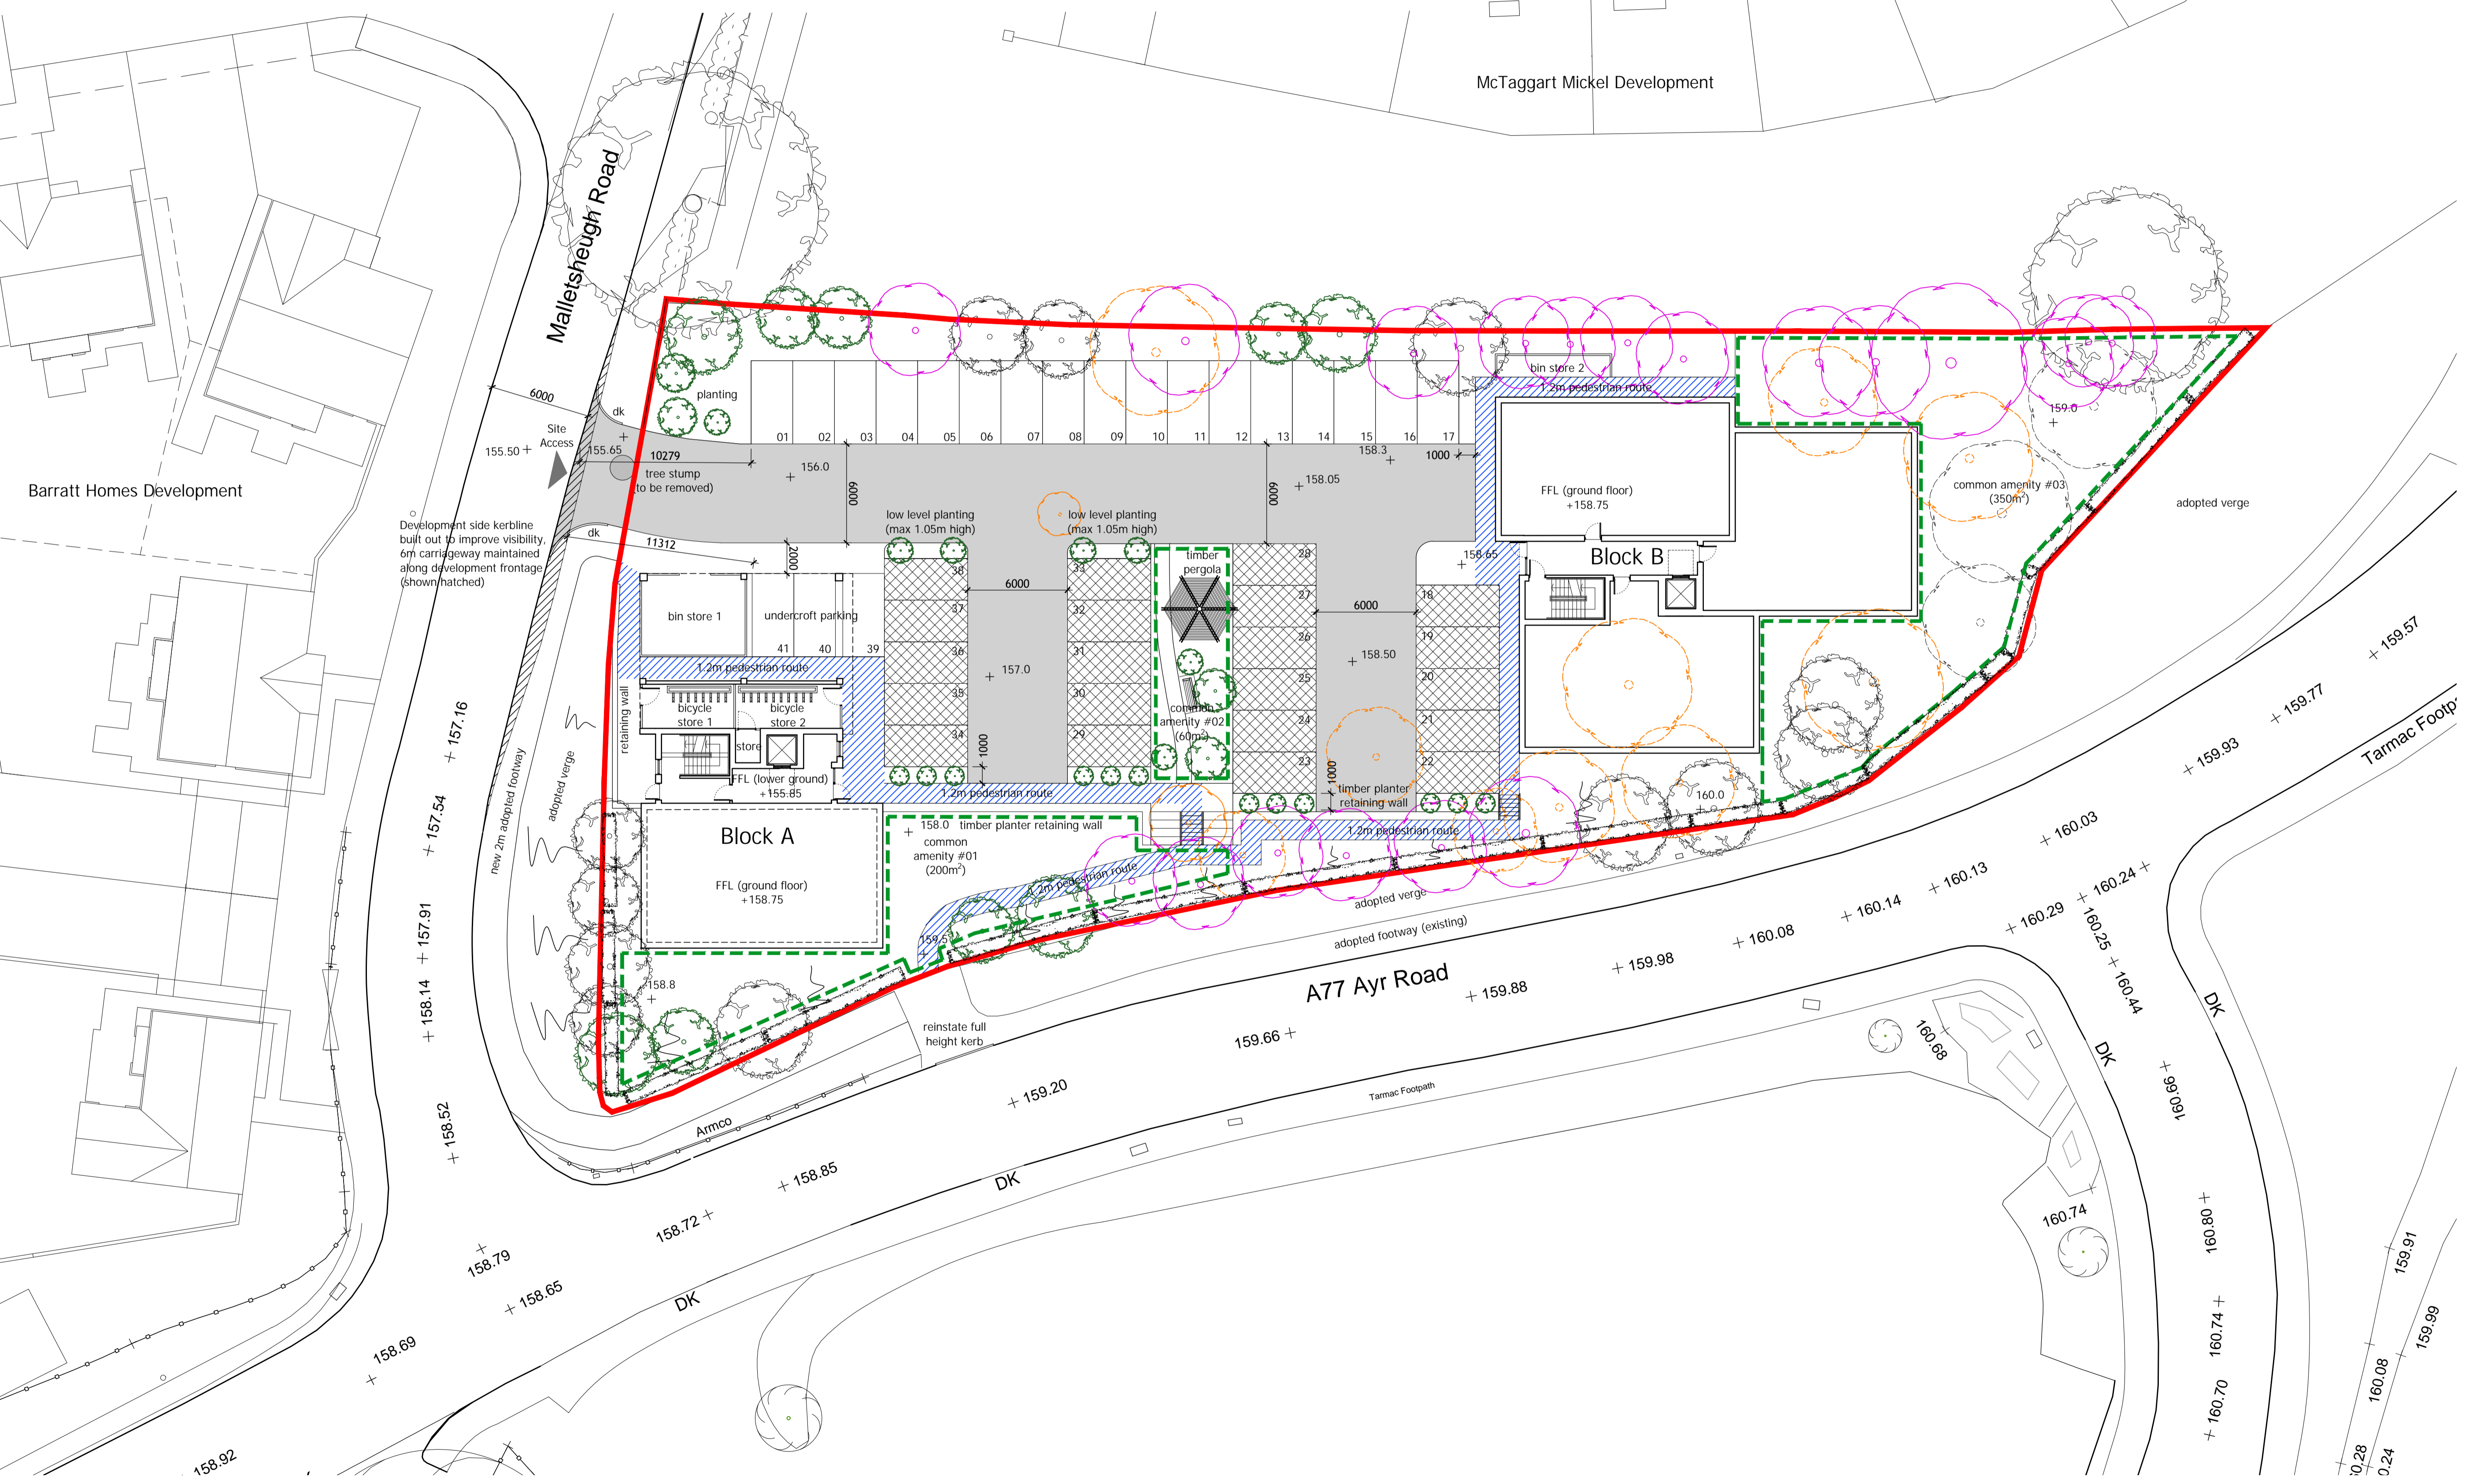 McTaggart Mickel Development
Malletsheugh Road
Barratt Homes Development
6000
dk
Site
Access
155.50
155.65
10279
tree stump
(to be removed)
planting
156.0
dk
11312
2000
6000
Development side kerbline
built out to improve visibility,
6m carriageway maintained
along development frontage
(shown hatched)
01
02
03
04
05
06
07
08
09
10
11
12
13
14
15
16
17
158.3
1000
158.05
6000
bin store 2
1.2m pedestrian route
FFL (ground floor)
+158.75
Block B
158.65
159.0
common amenity #03
(350m²)
adopted verge
low level planting
(max 1.05m high)
low level planting
(max 1.05m high)
timber
pergola
38
37
36
35
34
6000
157.0
1000
33
32
31
30
29
common
amenity #02
(60m²)
28
27
26
25
24
23
6000
158.50
1000
18
19
20
21
22
timber planter
retaining wall
160.0
bin store 1
undercroft parking
41
40
39
1.2m pedestrian route
retaining wall
bicycle
store 1
bicycle
store 2
store
FFL (lower ground)
+155.85
1.2m pedestrian route
1.2m pedestrian route
Block A
FFL (ground floor)
+158.75
158.0
timber planter retaining wall
common
amenity #01
(200m²)
2m pedestrian route
159.5
158.8
new 2m adopted footway
adopted verge
adopted verge
adopted footway (existing)
A77 Ayr Road
reinstate full
height kerb
Armco
Tarmac Footpath
Tarmac Footp
157.16
157.54
157.91
158.14
158.52
158.79
158.65
158.69
158.92
158.72
158.85
159.20
159.66
159.88
159.98
160.08
160.14
160.13
160.03
159.93
159.77
159.57
160.29
160.24
160.25
160.44
160.68
160.66
160.74
160.80
160.74
160.70
159.91
159.99
160.08
0.28
0.24
DK
DK
DK
DK